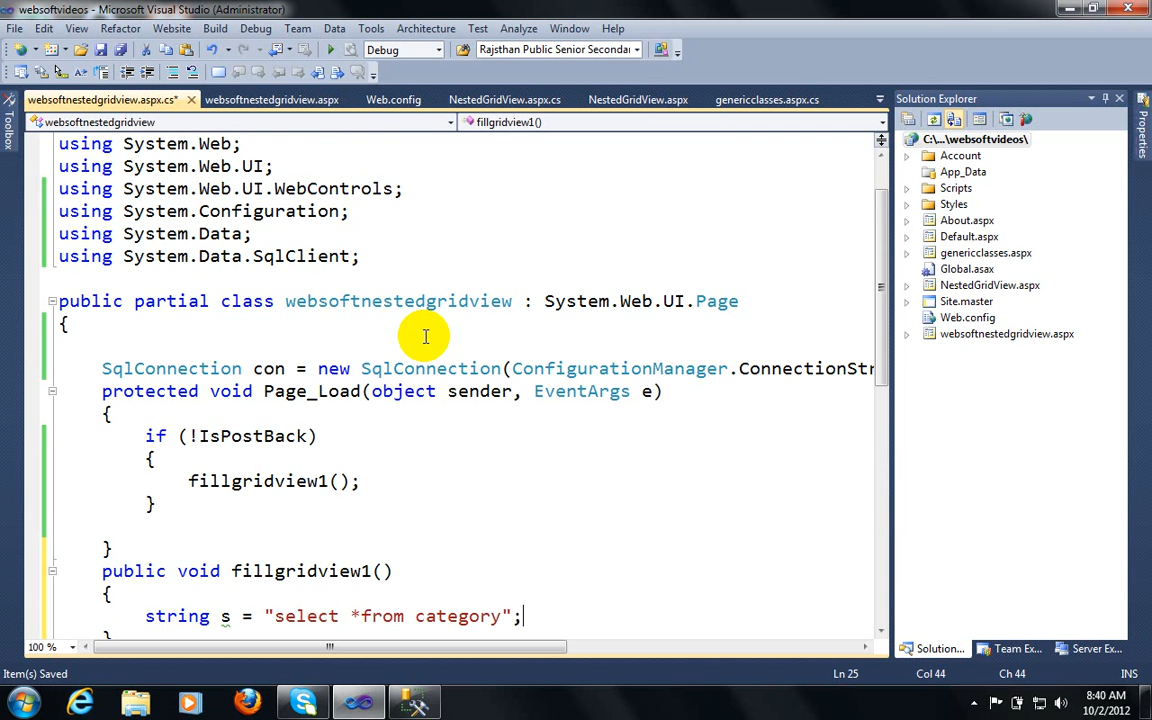 websoftvideos - Microsoft Visual Studio (Administrator)
File Edit View Refactor Website Build Debug Team Data Tools Architecture Test Analyze Window Help
Debug Rajasthan Public Senior Secondar
websoftnestedgridview.aspx.cs* websoftnestedgridview.aspx Web.config NestedGridView.aspx.cs NestedGridView.aspx genericclasses.aspx.cs
websoftnestedgridview fillgridview1()
Toolbox
using System.Web;
using System.Web.UI;
using System.Web.UI.WebControls;
using System.Configuration;
using System.Data;
using System.Data.SqlClient;
public partial class websoftnestedgridview : System.Web.UI.Page
{
SqlConnection con = new SqlConnection(ConfigurationManager.ConnectionStr
protected void Page_Load(object sender, EventArgs e)
{
if (!IsPostBack)
{
fillgridview1();
}
}
public void fillgridview1()
{
string s = "select *from category";
}
100 %
Solution Explorer
C:\...\websoftvideos\
Account
App_Data
Scripts
Styles
About.aspx
Default.aspx
genericclasses.aspx
Global.asax
NestedGridView.aspx
Site.master
Web.config
websoftnestedgridview.aspx
Solution... Team Ex... Server Ex...
Properties
Item(s) Saved Ln 25 Col 44 Ch 44 INS
8:40 AM
10/2/2012